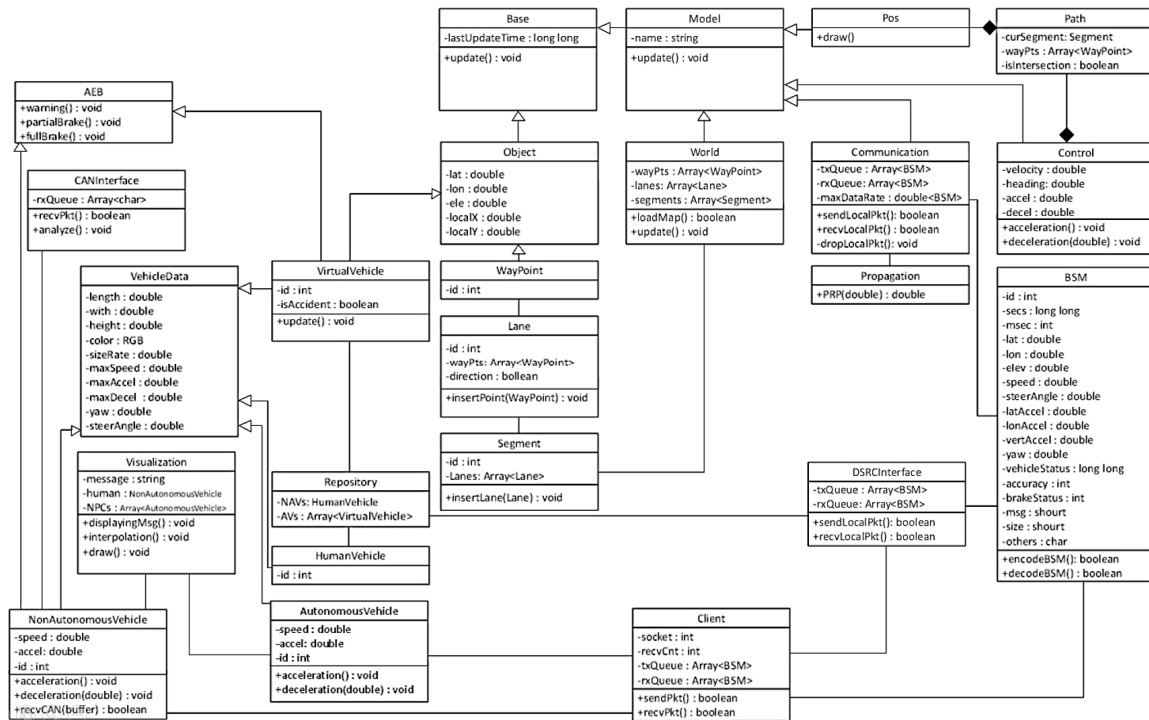 Base
-lastUpdateTime : long long
+update() : void
Model
-name : string
+update() : void
Pos
+draw()
Path
-curSegment: Segment
-wayPts : Array<WayPoint>
-isIntersection : boolean
AEB
+warning() : void
+partialBrake() : void
+fullBrake() : void
CANInterface
-rxQueue : Array<char>
+recvPkt() : boolean
+analyze() : void
Object
-lat : double
-lon : double
-ele : double
-localX : double
-localY : double
World
-wayPts : Array<WayPoint>
-lanes: Array<Lane>
-segments : Array<Segment>
+loadMap() : boolean
+update() : void
Communication
-txQueue : Array<BSM>
-rxQueue: Array<BSM>
-maxDataRate : double<BSM>
+sendLocalPkt(): boolean
+recvLocalPkt() : boolean
-dropLocalPkt(): void
Propagation
+PRP(double) : double
Control
-velocity : double
-heading: double
-accel : double
-decel : double
+acceleration() : void
+deceleration(double) : void
VehicleData
-length : double
-with : double
-height : double
-color : RGB
-sizeRate : double
-maxSpeed : double
-maxAccel : double
-maxDecel  : double
-yaw : double
-steerAngle : double
VirtualVehicle
-id : int
-isAccident : boolean
+update() : void
WayPoint
-id : int
Lane
-id : int
-wayPts: Array<WayPoint>
-direction : bollean
+insertPoint(WayPoint) : void
Segment
-id : int
-Lanes: Array<Lane>
+insertLane(Lane) : void
BSM
-id : int
-secs : long long
-msec : int
-lat : double
-lon : double
-elev : double
-speed : double
-steerAngle : double
-latAccel : double
-lonAccel : double
-vertAccel : double
-yaw : double
-vehicleStatus : long long
-accuracy : int
-brakeStatus : int
-msg : shourt
-size : shourt
-others : char
+encodeBSM(): boolean
+decodeBSM() : boolean
Visualization
-message : string
-human : NonAutonomousVehicle
-NPCs : Array<AutonomousVehicle>
+displayingMsg() : void
+interpolation() : void
+draw() : void
Repository
-NAVs: HumanVehicle
-AVs : Array<VirtualVehicle>
HumanVehicle
-id : int
DSRCInterface
-txQueue : Array<BSM>
-rxQueue: Array<BSM>
+sendLocalPkt(): boolean
+recvLocalPkt() : boolean
NonAutonomousVehicle
-speed : double
-accel: double
-id : int
+acceleration() : void
+deceleration(double) : void
+recvCAN(buffer) : boolean
AutonomousVehicle
-speed : double
-accel: double
-id : int
+acceleration() : void
+deceleration(double) : void
Client
-socket : int
-recvCnt : int
-txQueue : Array<BSM>
-rxQueue : Array<BSM>
+sendPkt() : boolean
+recvPkt() : boolean